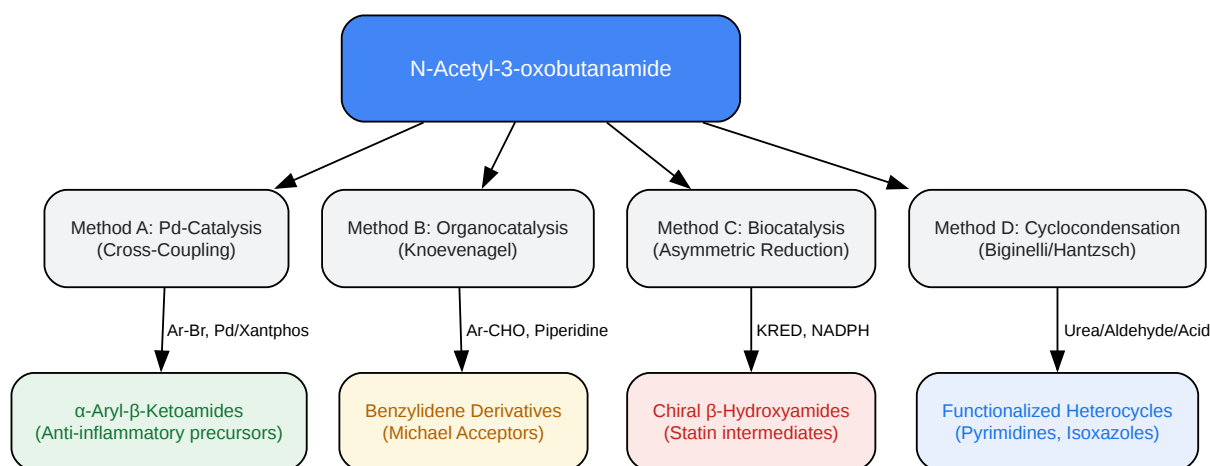 N-Acetyl-3-oxobutanamide
Method A: Pd-Catalysis
(Cross-Coupling)
Method B: Organocatalysis
(Knoevenagel)
Method C: Biocatalysis
(Asymmetric Reduction)
Method D: Cyclocondensation
(Biginelli/Hantzsch)
Ar-Br, Pd/Xantphos
Ar-CHO, Piperidine
KRED, NADPH
Urea/Aldehyde/Acid
α-Aryl-β-Ketoamides
(Anti-inflammatory precursors)
Benzylidene Derivatives
(Michael Acceptors)
Chiral β-Hydroxyamides
(Statin intermediates)
Functionalized Heterocycles
(Pyrimidines, Isoxazoles)